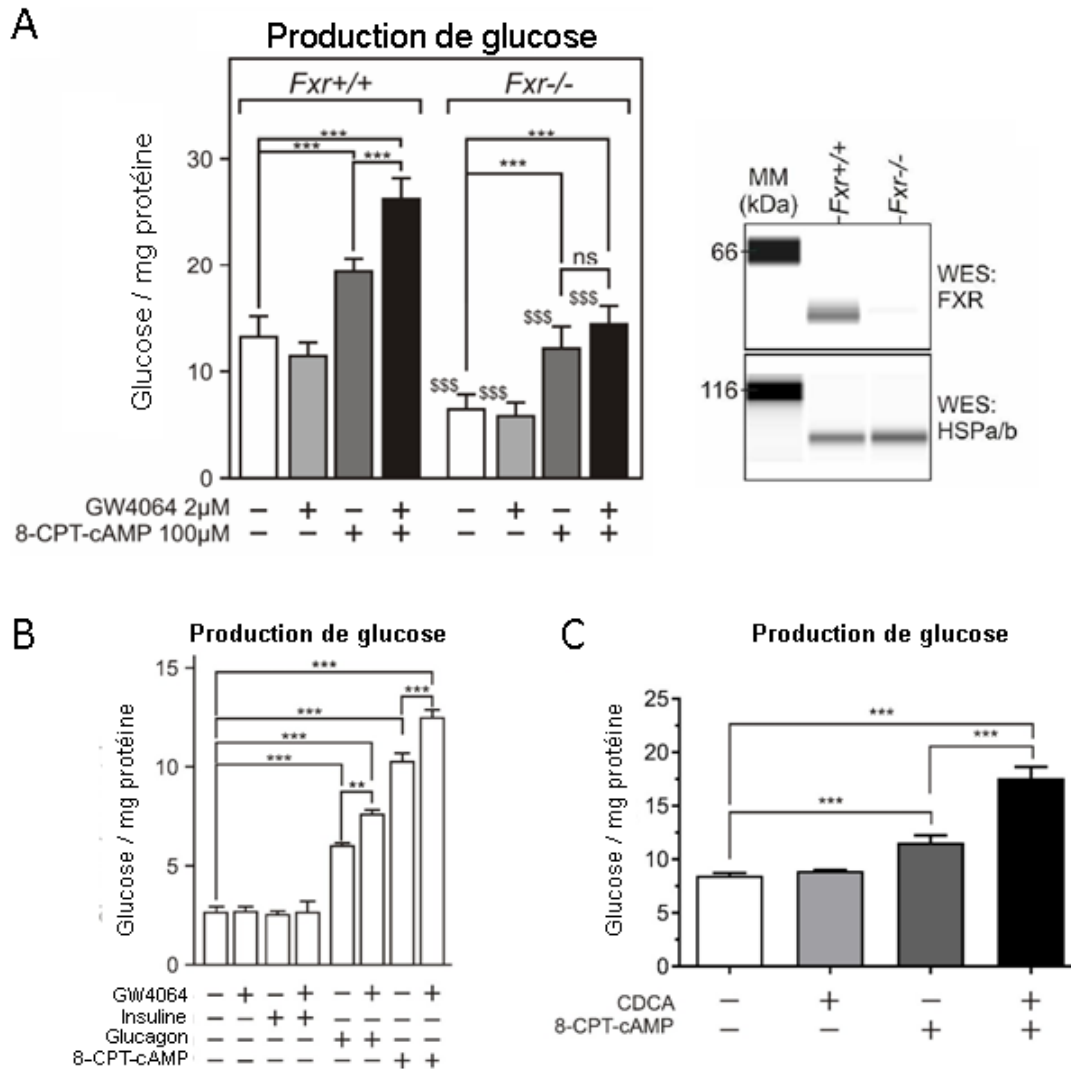 A
Production de glucose
Fxr+/+ Fxr-/-
Glucose / mg protéine
30
20
10
0
*** *** ***
*** *** ns
$$$ $$$ $$$ $$$
GW4064 2µM – + – + – + – +
8-CPT-cAMP 100µM – – + + – – + +
MM
(kDa)
-Fxr+/+
-Fxr-/-
66
WES:
FXR
116
WES:
HSPa/b
B
Production de glucose
Glucose / mg protéine
15
10
5
0
***
***
***
***
***
**
GW4064 – + – + – + – +
Insuline – – + + – – – –
Glucagon – – – – + + – –
8-CPT-cAMP – – – – – – + +
C
Production de glucose
Glucose / mg protéine
25
20
15
10
5
0
***
***
***
CDCA – + – +
8-CPT-cAMP – – + +